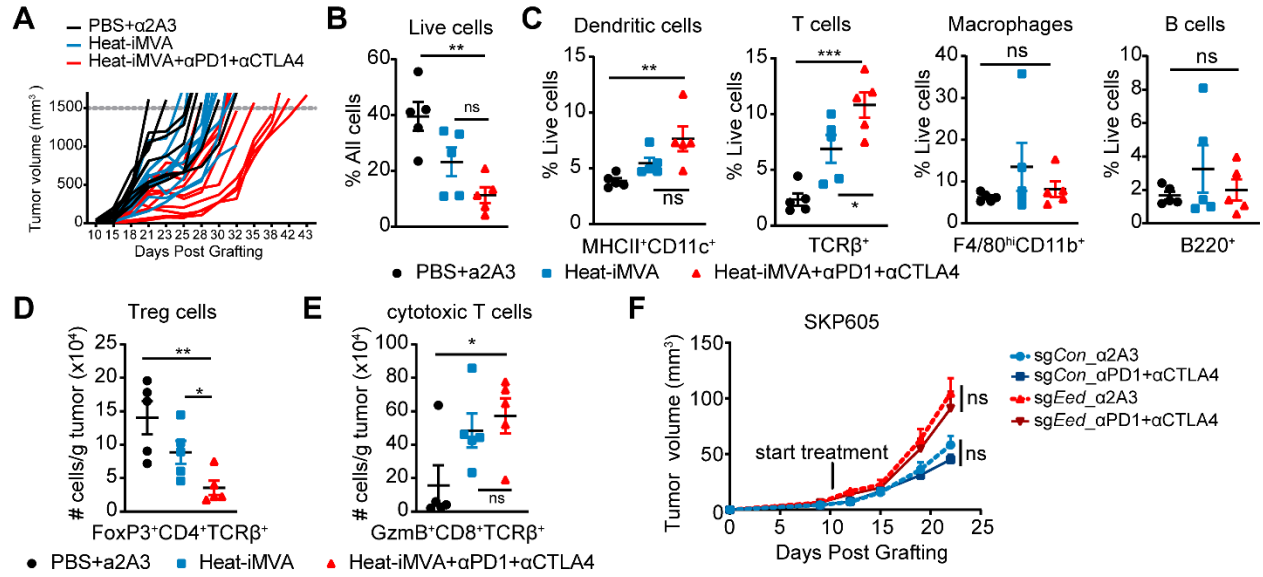 A
PBS+α2A3
Heat-iMVA
Heat-iMVA+αPD1+αCTLA4
Tumor volume (mm³)
1500
1000
500
0
10 15 18 21 23 25 28 30 32 35 38 42 43
Days Post Grafting
B
Live cells
% All cells
60
40
20
0
**
ns
C
Dendritic cells
% Live cells
15
10
5
0
**
ns
MHCII⁺CD11c⁺
T cells
% Live cells
15
10
5
0
***
*
TCRβ⁺
Macrophages
% Live cells
40
30
20
10
0
ns
F4/80ʰⁱCD11b⁺
B cells
% Live cells
10
8
6
4
2
0
ns
B220⁺
PBS+a2A3 Heat-iMVA Heat-iMVA+αPD1+αCTLA4
D
Treg cells
# cells/g tumor (x10⁴)
25
20
15
10
5
0
**
*
FoxP3⁺CD4⁺TCRβ⁺
E
cytotoxic T cells
# cells/g tumor (x10⁴)
100
80
60
40
20
0
*
ns
GzmB⁺CD8⁺TCRβ⁺
PBS+a2A3 Heat-iMVA Heat-iMVA+αPD1+αCTLA4
F
SKP605
Tumor volume (mm³)
150
100
50
0
start treatment
ns
ns
0 5 10 15 20 25
Days Post Grafting
sgCon_α2A3
sgCon_αPD1+αCTLA4
sgEed_α2A3
sgEed_αPD1+αCTLA4